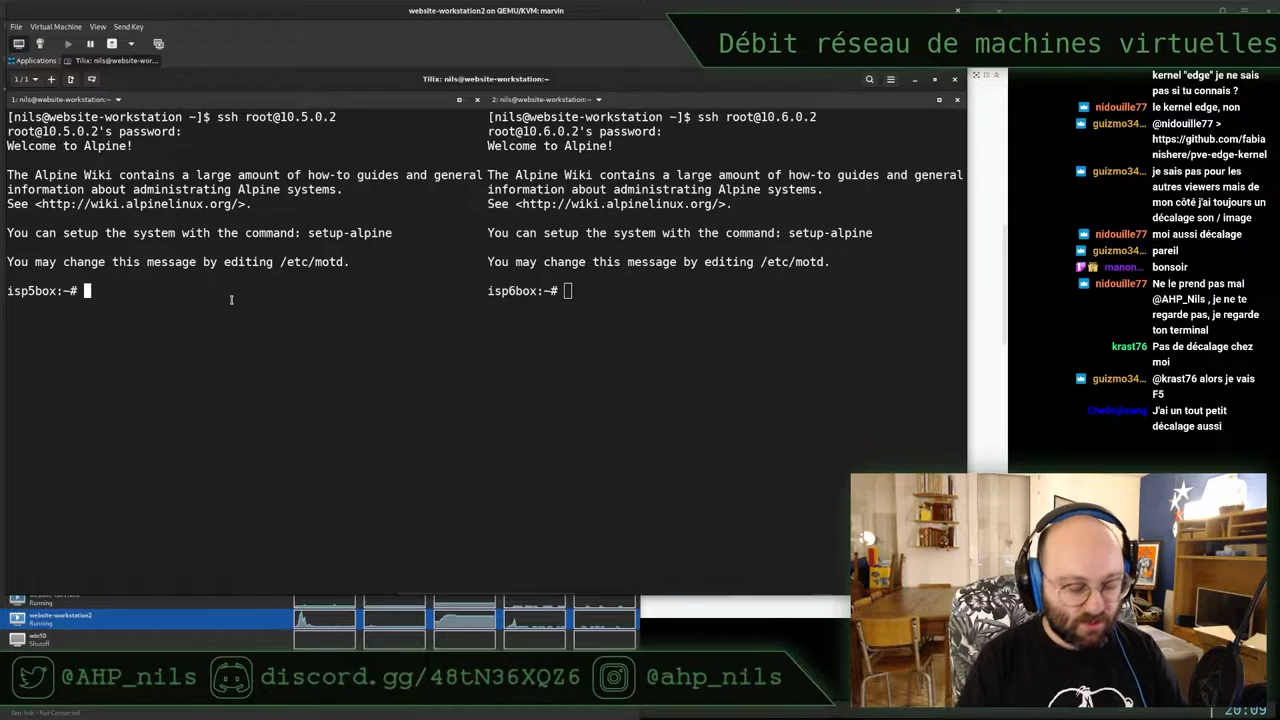 website-workstation2 on QEMU/KVM: marvin
File Virtual Machine View Send Key
Applications Tilix: nils@website-wor...
Débit réseau de machines virtuelles
1/1 Tilix: nils@website-workstation:~
1: nils@website-workstation:~
2: nils@website-workstation:~
[nils@website-workstation ~]$ ssh root@10.5.0.2
root@10.5.0.2's password:
Welcome to Alpine!
The Alpine Wiki contains a large amount of how-to guides and general
information about administrating Alpine systems.
See <http://wiki.alpinelinux.org/>.
You can setup the system with the command: setup-alpine
You may change this message by editing /etc/motd.
isp5box:~#
[nils@website-workstation ~]$ ssh root@10.6.0.2
root@10.6.0.2's password:
Welcome to Alpine!
The Alpine Wiki contains a large amount of how-to guides and general
information about administrating Alpine systems.
See <http://wiki.alpinelinux.org/>.
You can setup the system with the command: setup-alpine
You may change this message by editing /etc/motd.
isp6box:~#
kernel "edge" je ne sais
pas si tu connais ?
nidouille77 le kernel edge, non
guizmo34... @nidouille77 >
https://github.com/fabia
nishere/pve-edge-kernel
guizmo34... je sais pas pour les
autres viewers mais de
mon côté j'ai toujours un
décalage son / image
nidouille77 moi aussi décalage
guizmo34... pareil
manon... bonsoir
nidouille77 Ne le prend pas mal
@AHP_Nils , je ne te
regarde pas, je regarde
ton terminal
krast76 Pas de décalage chez
moi
guizmo34... @krast76 alors je vais
F5
J'ai un tout petit
décalage aussi
Running
website-workstation2
Running
win10
Shutoff
@AHP_nils discord.gg/48tN36XQZ6 @ahp_nils
20:09